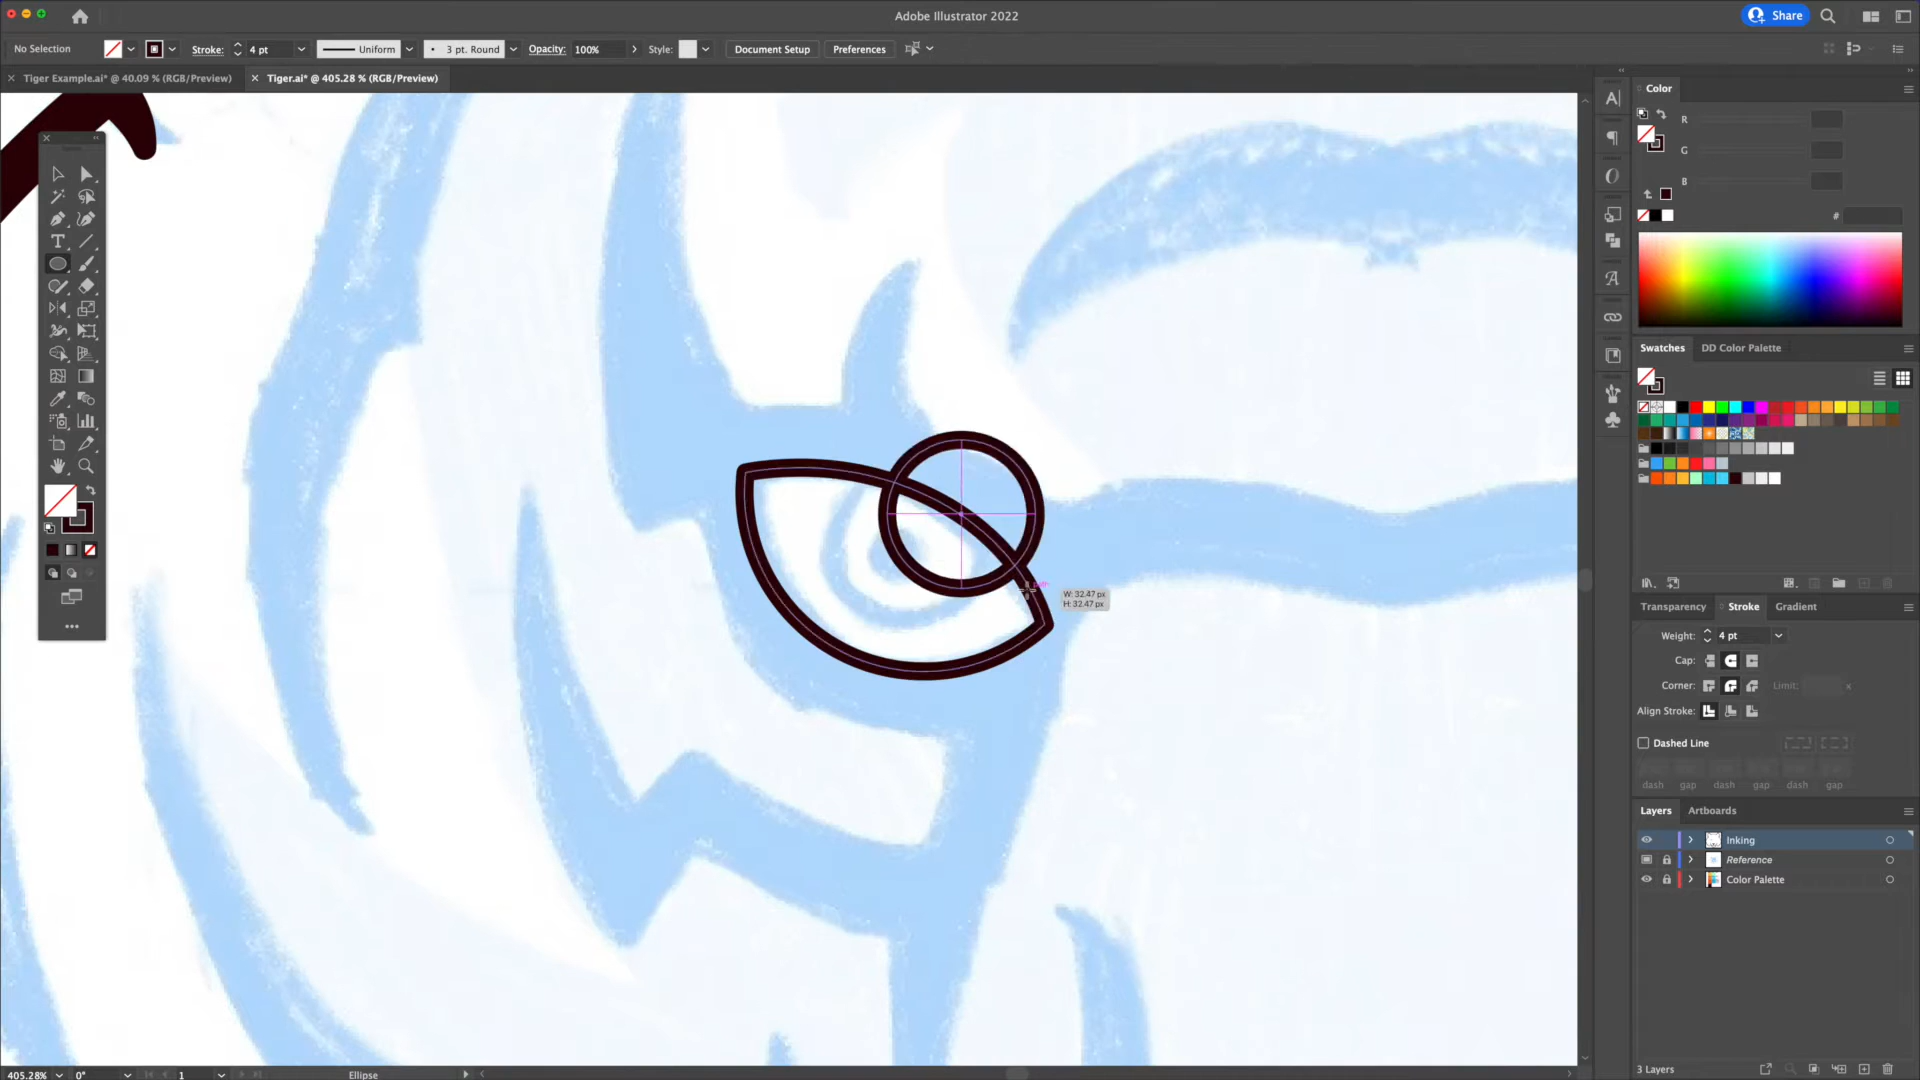 Adobe Illustrator 2022
Share
No Selection
Stroke:
4 pt
Uniform
3 pt. Round
Opacity:
100%
Style:
Document Setup
Preferences
Tiger Example.ai* @ 40.09 % (RGB/Preview)
Tiger.ai* @ 405.28 % (RGB/Preview)
Color
R
G
B
#
Swatches
DD Color Palette
W: 32.47 px
H: 32.47 px
Transparency
Stroke
Gradient
Weight:
4 pt
Cap:
Corner:
Limit:
x
Align Stroke:
Dashed Line
dash
gap
dash
gap
dash
gap
Layers
Artboards
Inking
Reference
Color Palette
3 Layers
405.28%
0°
1
Ellipse